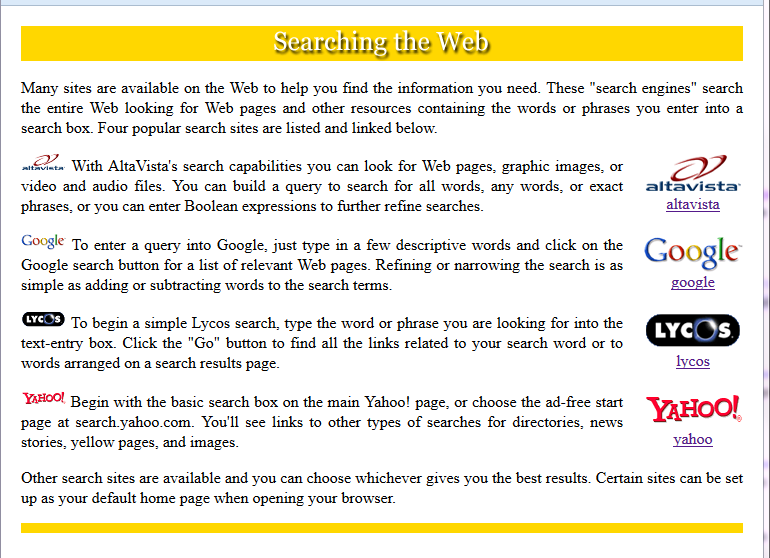 Searching the Web
Many sites are available on the Web to help you find the information you need. These "search engines" search
the entire Web looking for Web pages and other resources containing the words or phrases you enter into a
search box. Four popular search sites are listed and linked below.
altavista With AltaVista's search capabilities you can look for Web pages, graphic images, or
video and audio files. You can build a query to search for all words, any words, or exact
phrases, or you can enter Boolean expressions to further refine searches.
altavista
altavista
Google To enter a query into Google, just type in a few descriptive words and click on the
Google search button for a list of relevant Web pages. Refining or narrowing the search is as
simple as adding or subtracting words to the search terms.
Google™
google
LYCOS To begin a simple Lycos search, type the word or phrase you are looking for into the
text-entry box. Click the "Go" button to find all the links related to your search word or to
words arranged on a search results page.
LYCOS
lycos
YAHOO! Begin with the basic search box on the main Yahoo! page, or choose the ad-free start
page at search.yahoo.com. You'll see links to other types of searches for directories, news
stories, yellow pages, and images.
YAHOO!®
yahoo
Other search sites are available and you can choose whichever gives you the best results. Certain sites can be set
up as your default home page when opening your browser.